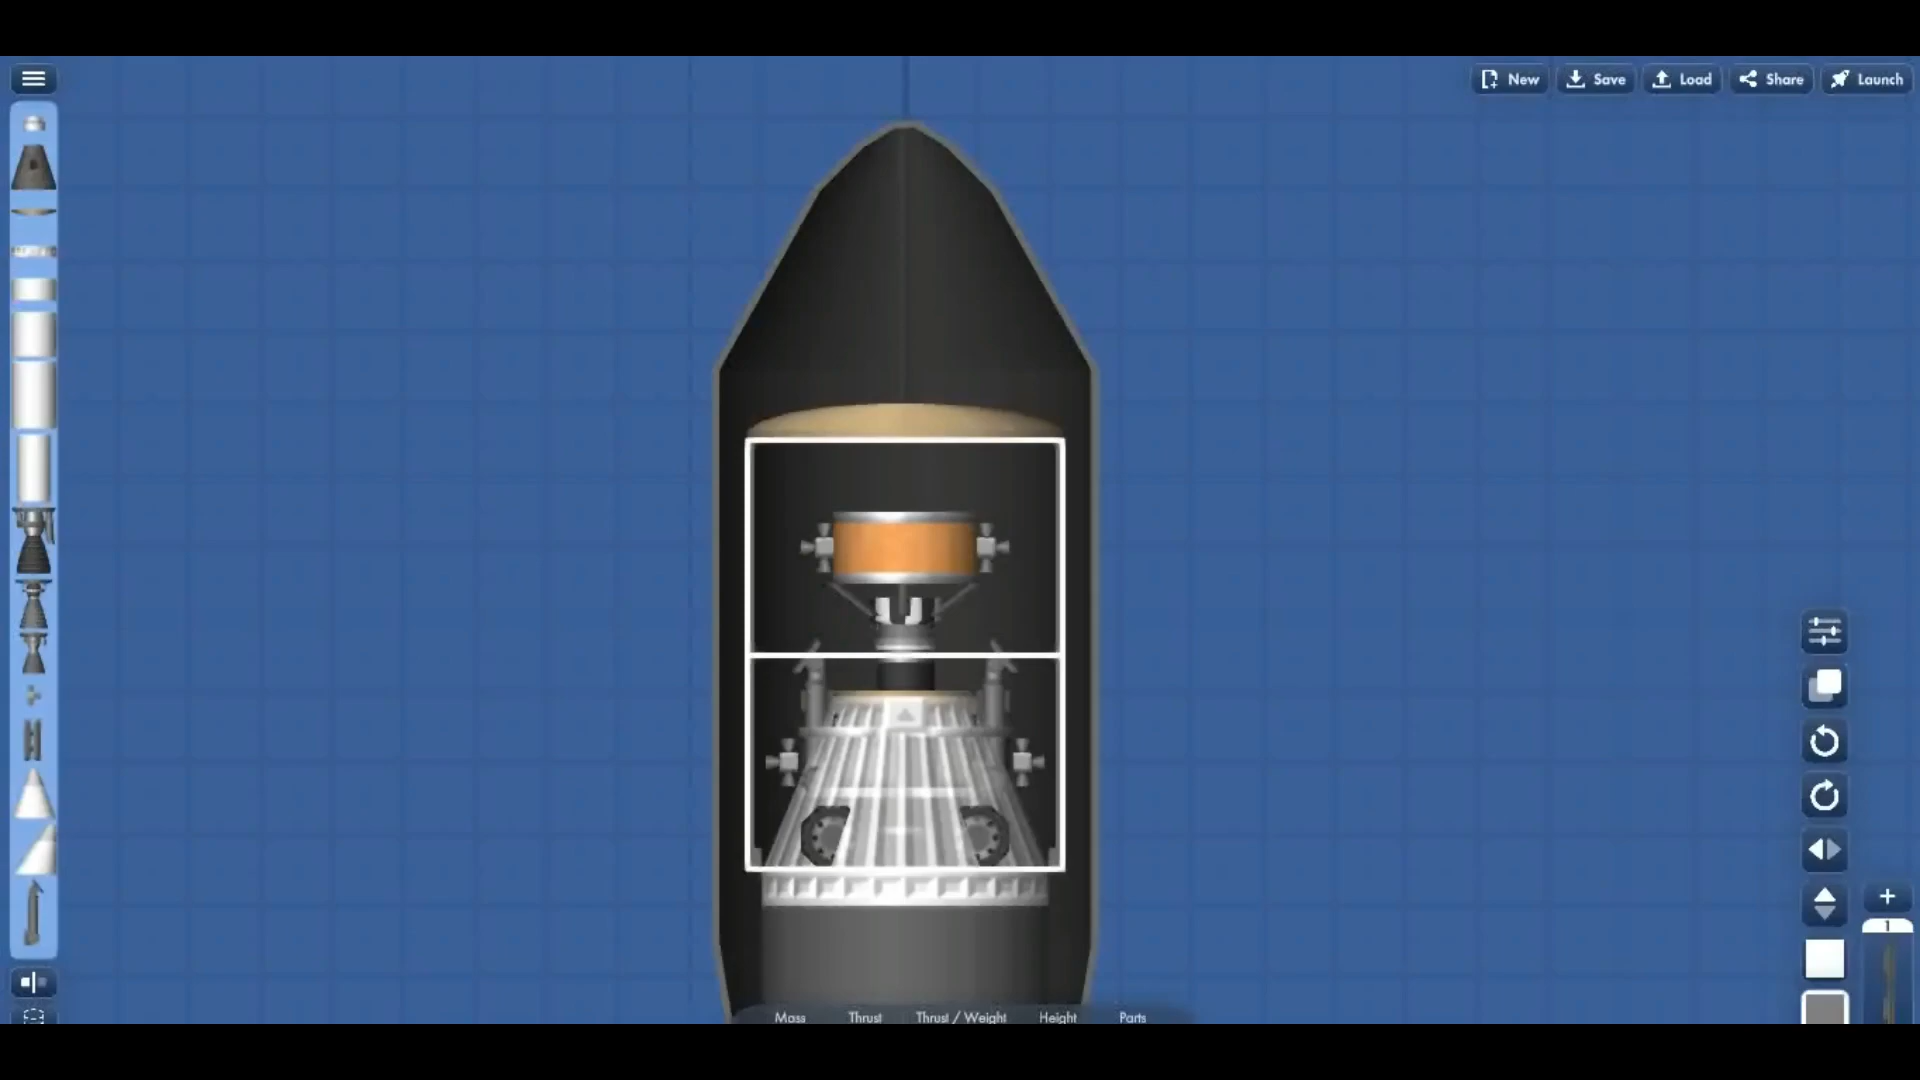 New
Save
Load
Share
Launch
1
Mass Thrust Thrust / Weight Height Parts